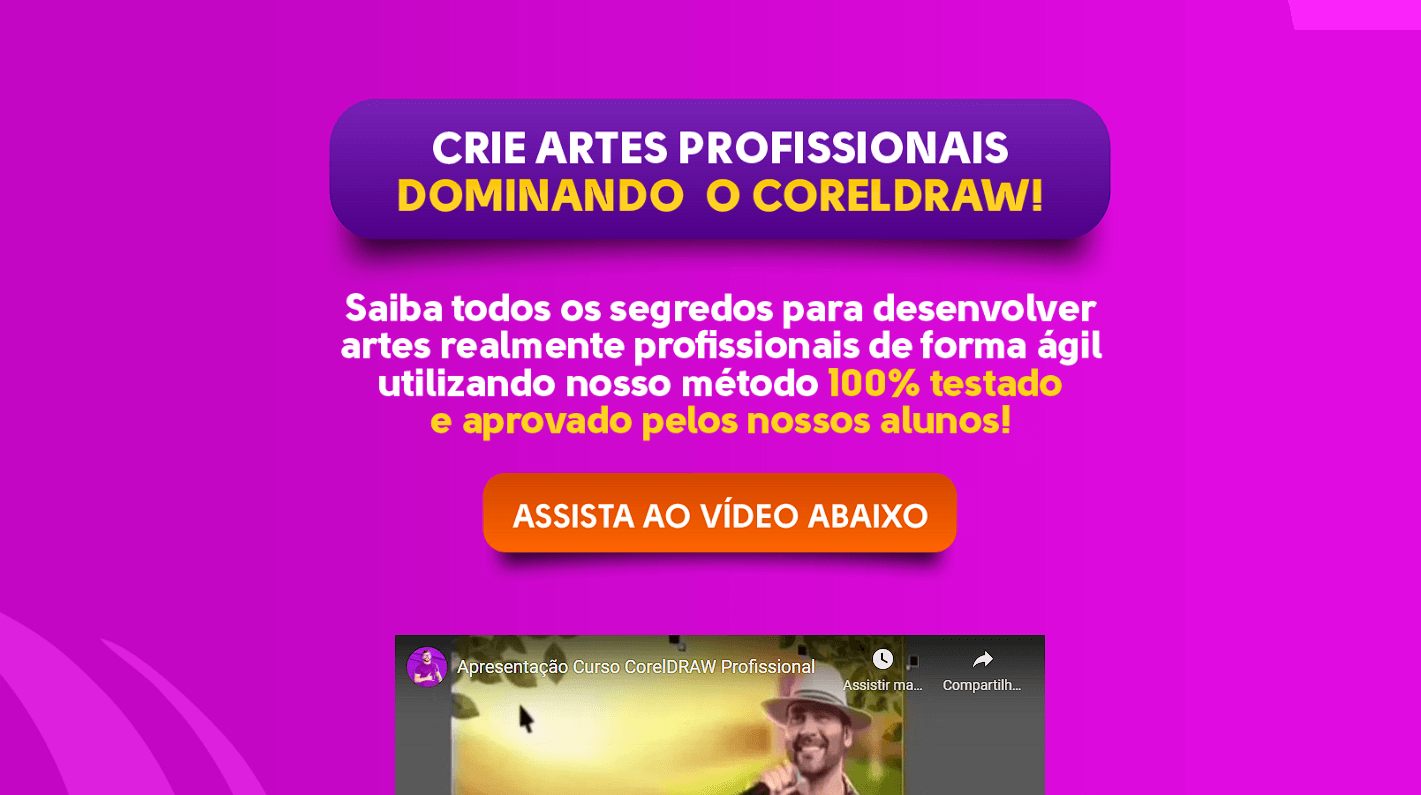 CRIE ARTES PROFISSIONAIS
DOMINANDO O CORELDRAW!
Saiba todos os segredos para desenvolver
artes realmente profissionais de forma ágil
utilizando nosso método 100% testado
e aprovado pelos nossos alunos!
ASSISTA AO VÍDEO ABAIXO
Apresentação Curso CorelDRAW Profissional
Assistir ma...
Compartilh...